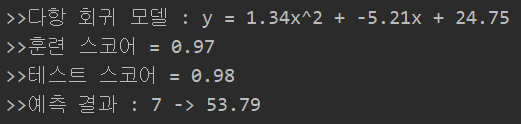 >>다항 회귀 모델 : y = 1.34x^2 + -5.21x + 24.75
>>훈련 스코어 = 0.97
>>테스트 스코어 = 0.98
>>예측 결과 : 7 -> 53.79